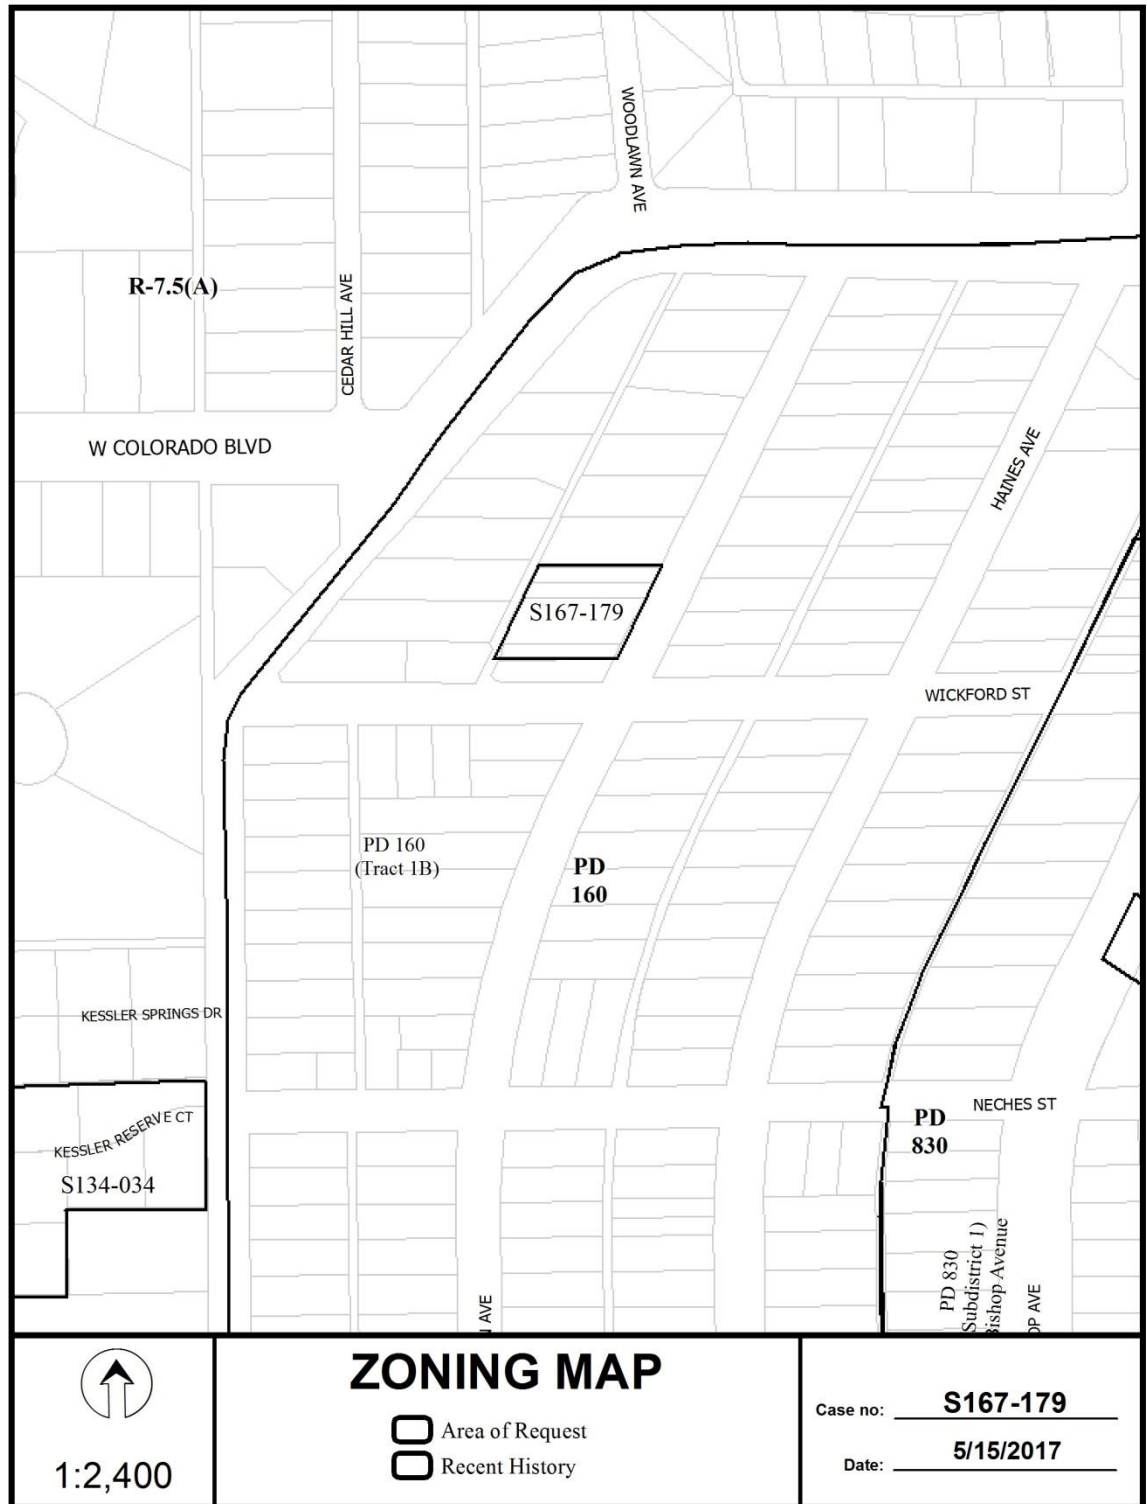 WOODLAWN AVE
R-7.5(A)
CEDAR HILL AVE
W COLORADO BLVD
HAINES AVE
S167-179
WICKFORD ST
PD 160
(Tract 1B)
PD
160
KESSLER SPRINGS DR
NECHES ST
PD
830
KESSLER RESERVE CT
S134-034
PD 830
Subdistrict 1)
Bishop Avenue
N AVE
OP AVE
ZONING MAP
Area of Request
Recent History
1:2,400
Case no: S167-179
Date: 5/15/2017